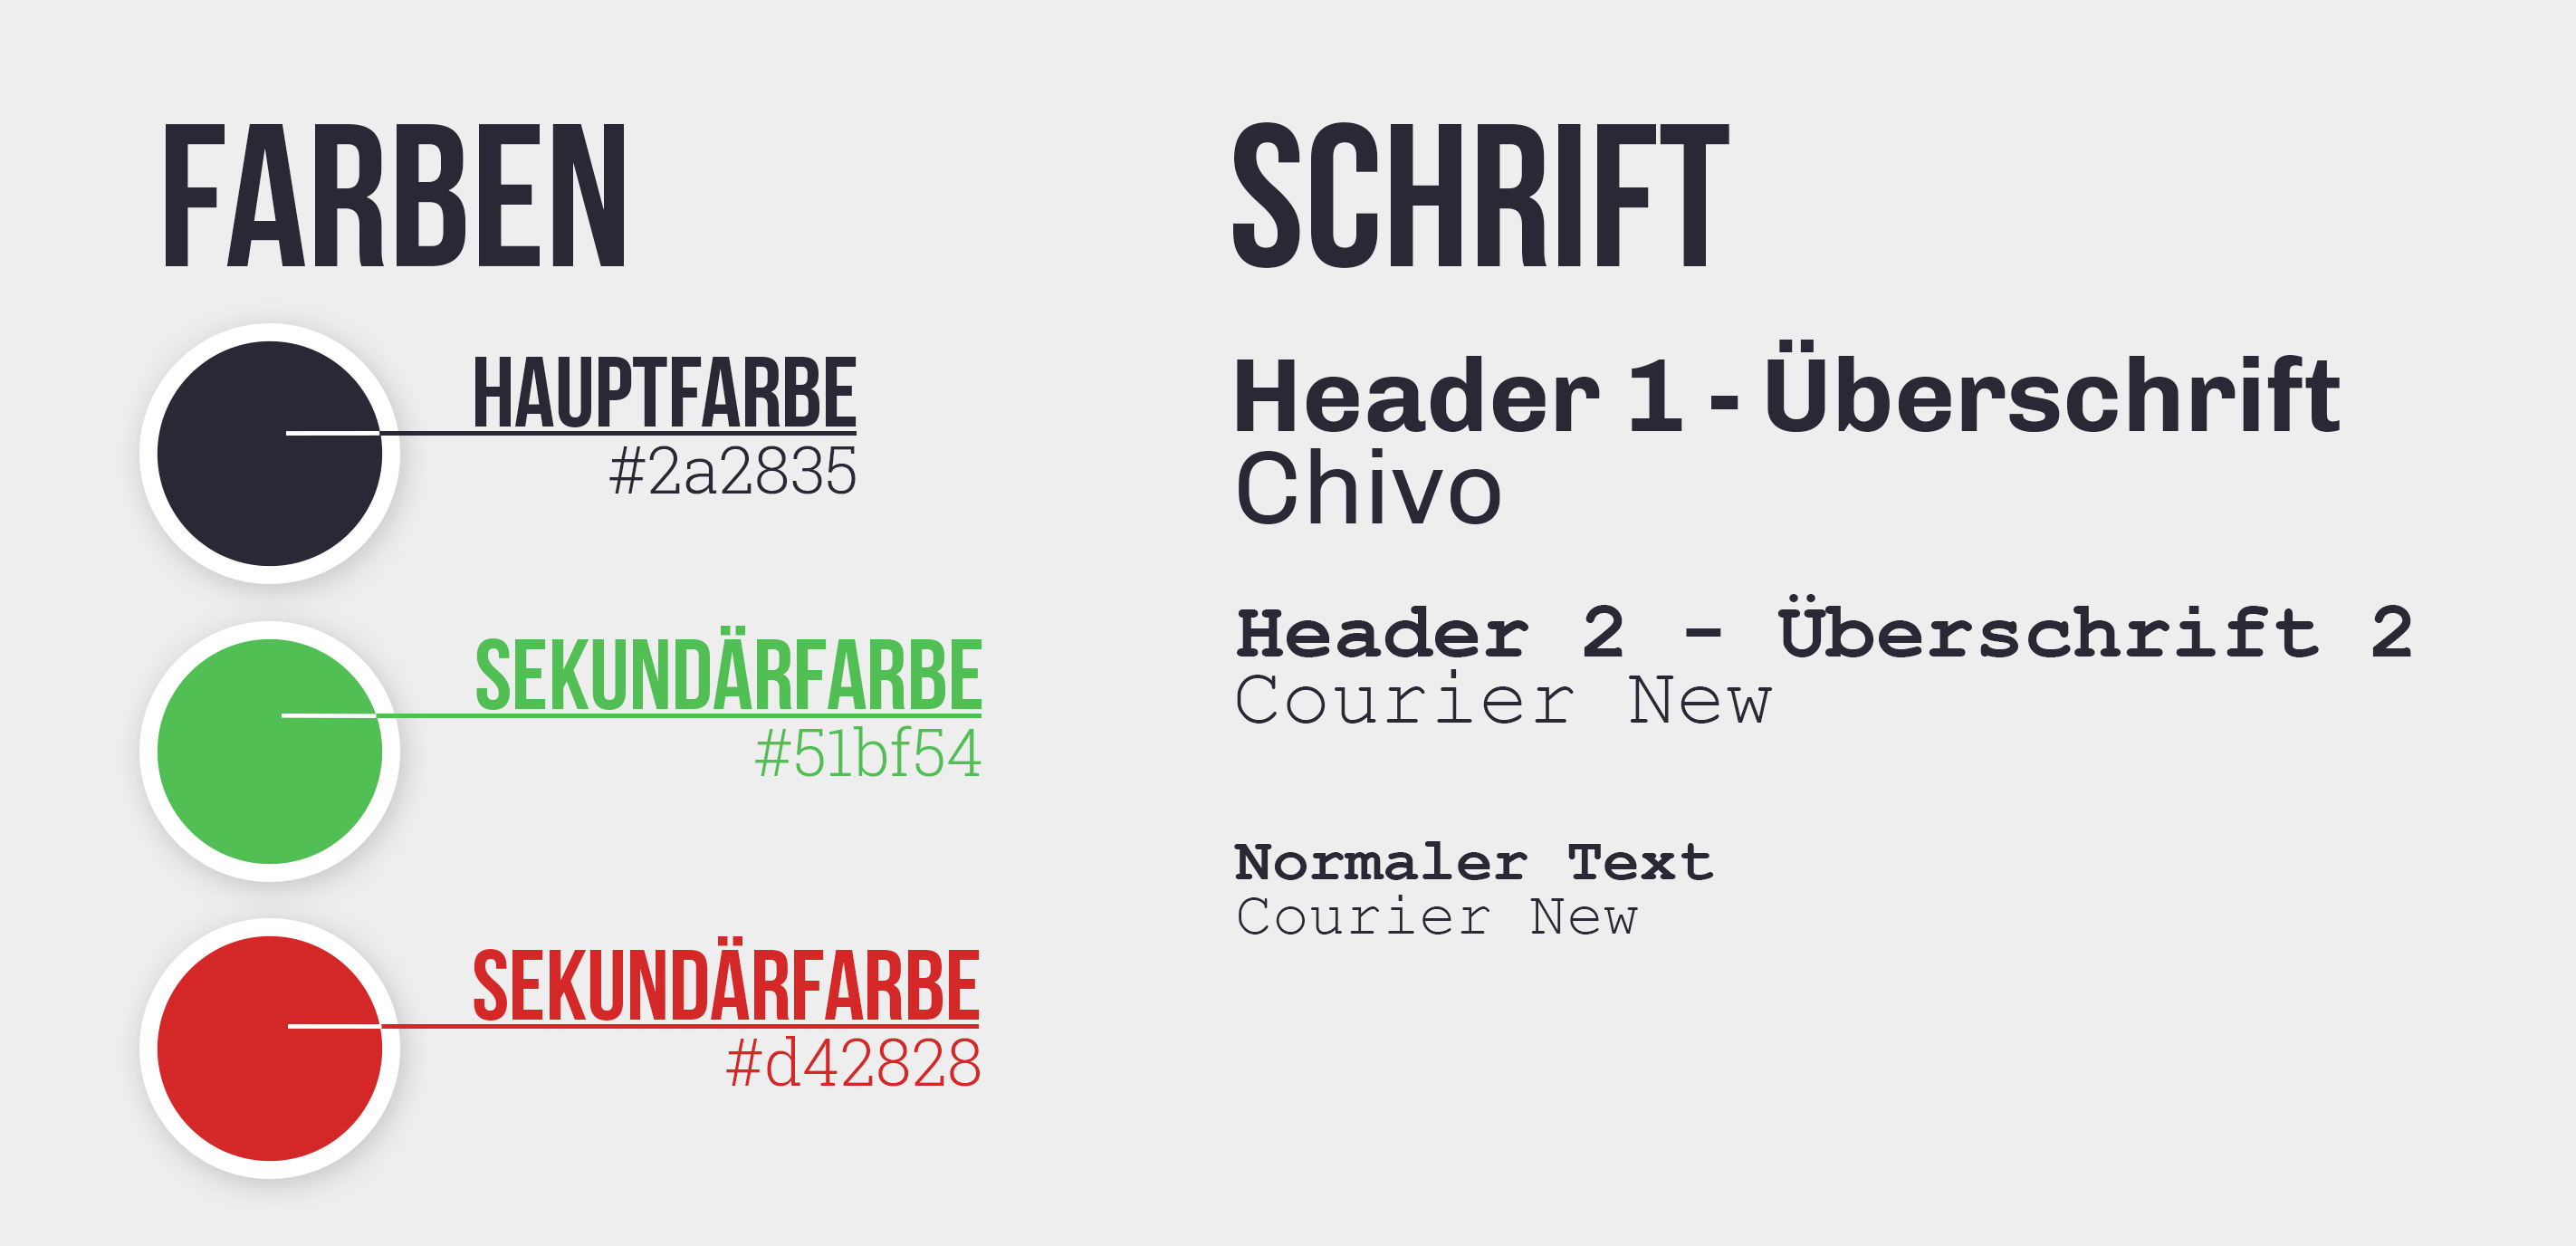 FARBEN
HAUPTFARBE
#2a2835
SEKUNDÄRFARBE
#51bf54
SEKUNDÄRFARBE
#d42828
SCHRIFT
Header 1 - Überschrift
Chivo
Header 2 - Überschrift 2
Courier New
Normaler Text
Courier New